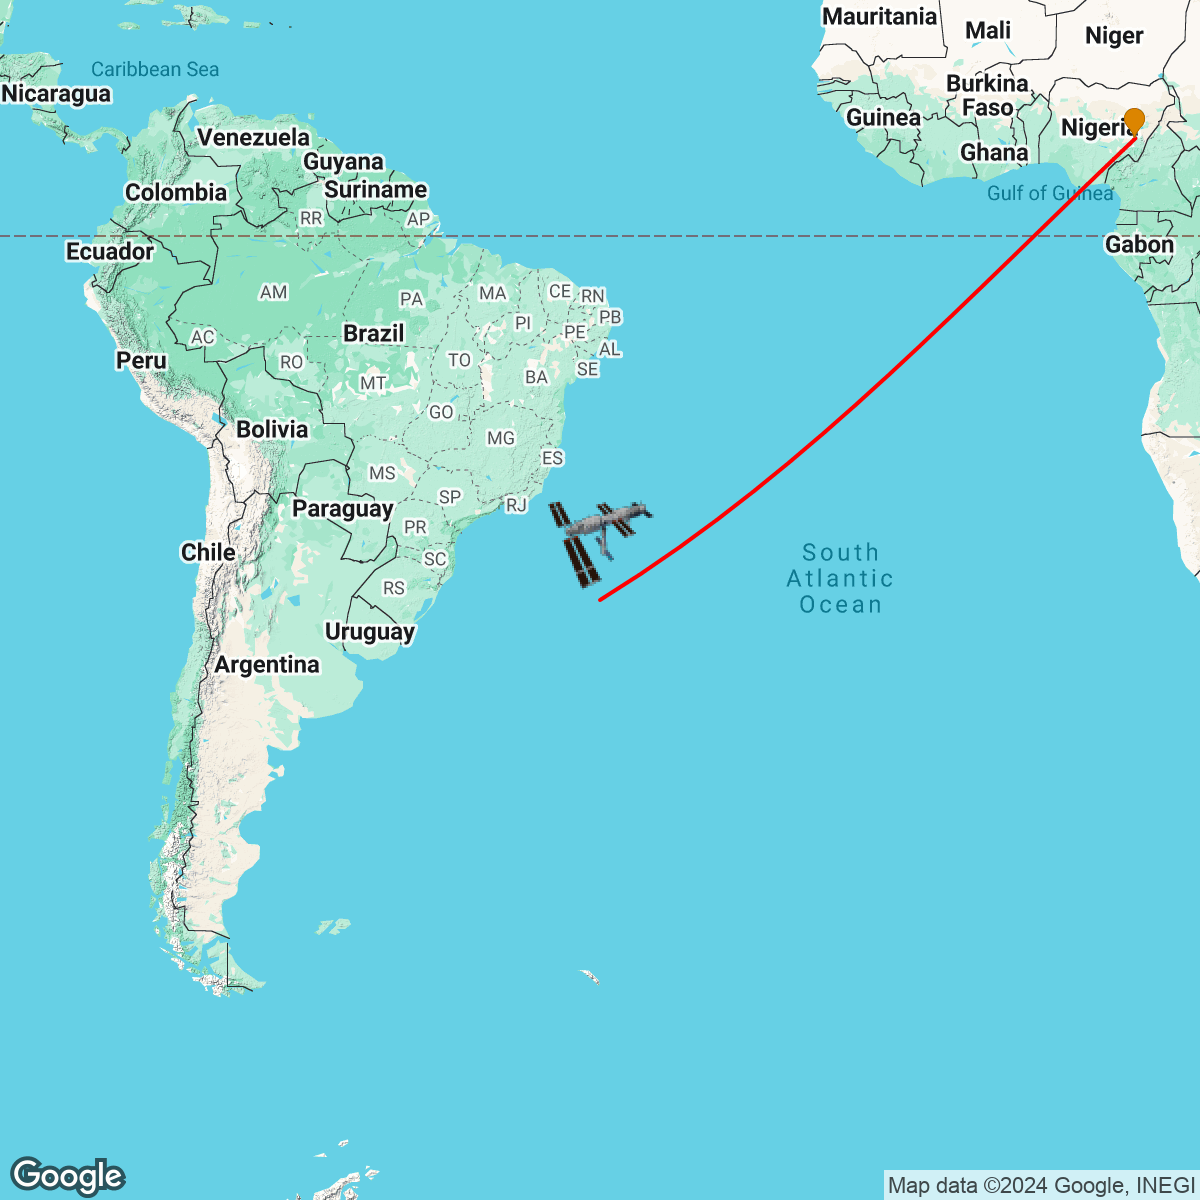 Mauritania
Mali
Niger
Caribbean Sea
Nicaragua
Burkina
Faso
Guinea
Nigeria
Venezuela
Ghana
Guyana
Suriname
Colombia
Gulf of Guinea
RR
AP
Ecuador
Gabon
AM
PA
MA
CE
RN
PB
PI
PE
AC
Brazil
AL
Peru
RO
TO
SE
MT
BA
GO
Bolivia
MG
ES
MS
SP
RJ
Paraguay
PR
Chile
SC
South
Atlantic
Ocean
RS
Uruguay
Argentina
Google
Map data ©2024 Google, INEGI